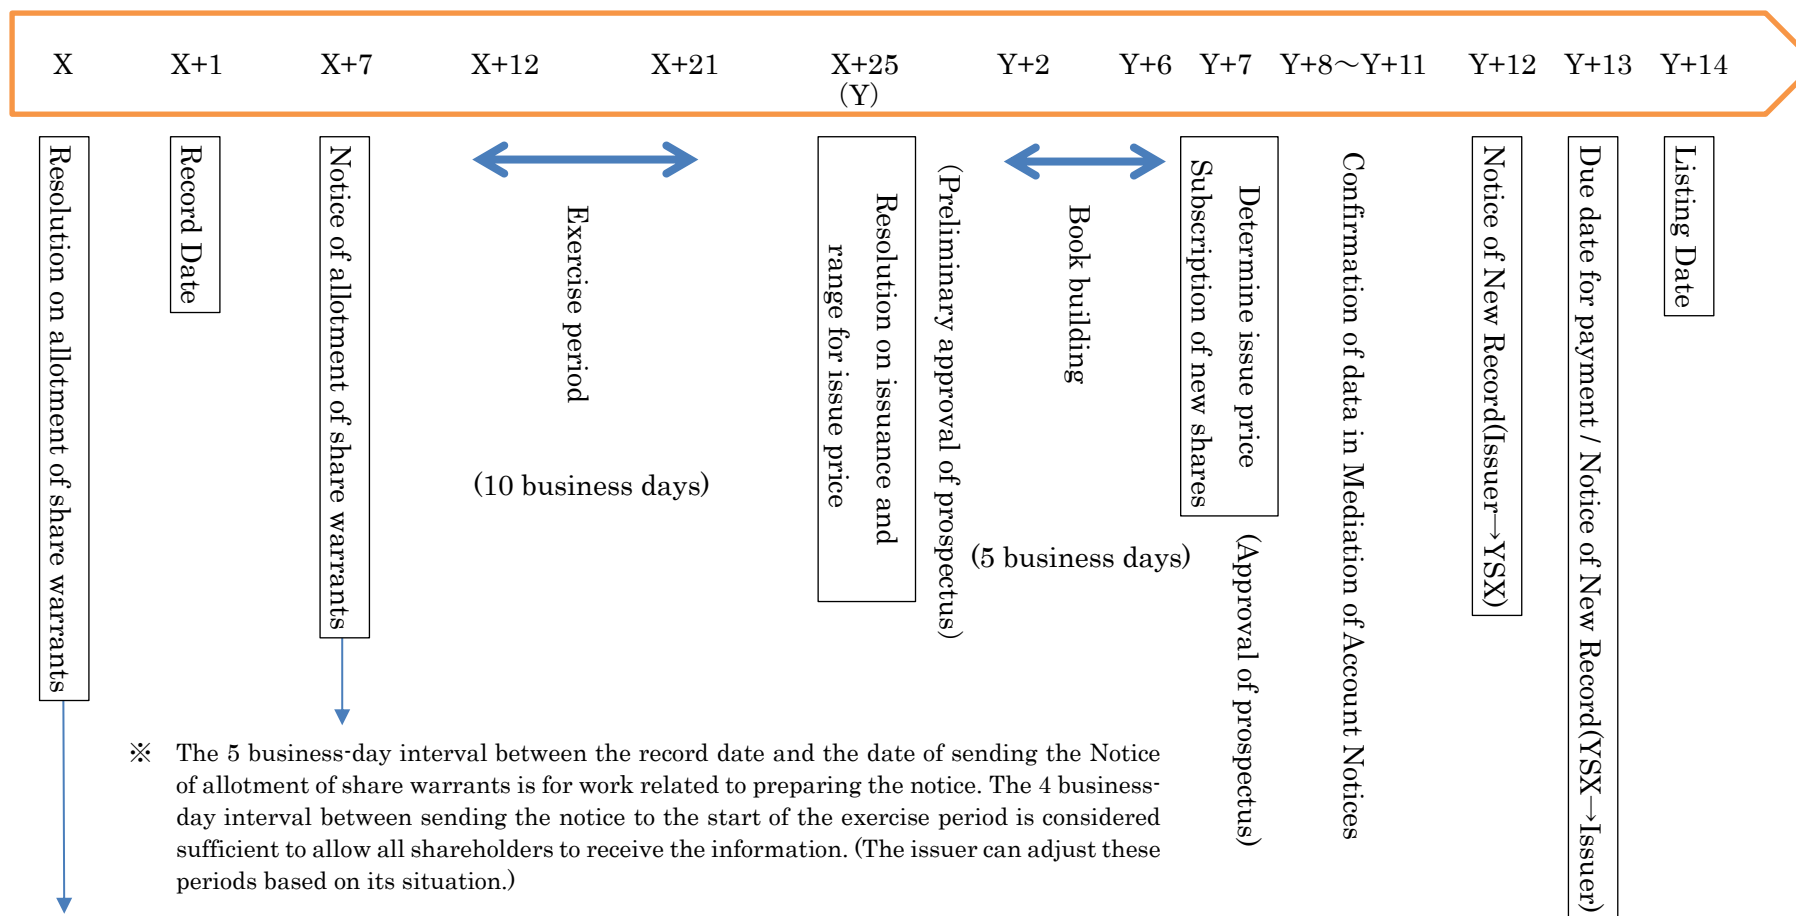 X
X+1
X+7
X+12
X+21
X+25
(Y)
Y+2
Y+6
Y+7
Y+8～Y+11
Y+12
Y+13
Y+14
Resolution on allotment of share warrants
Record Date
Notice of allotment of share warrants
Exercise period
(10 business days)
Resolution on issuance and
range for issue price
(Preliminary approval of prospectus)
Book building
(5 business days)
Determine issue price
Subscription of new shares
(Approval of prospectus)
Confirmation of data in Mediation of Account Notices
Notice of New Record(Issuer→YSX)
Due date for payment / Notice of New Record(YSX→Issuer)
Listing Date
※ The 5 business-day interval between the record date and the date of sending the Notice
of allotment of share warrants is for work related to preparing the notice. The 4 business-
day interval between sending the notice to the start of the exercise period is considered
sufficient to allow all shareholders to receive the information. (The issuer can adjust these
periods based on its situation.)